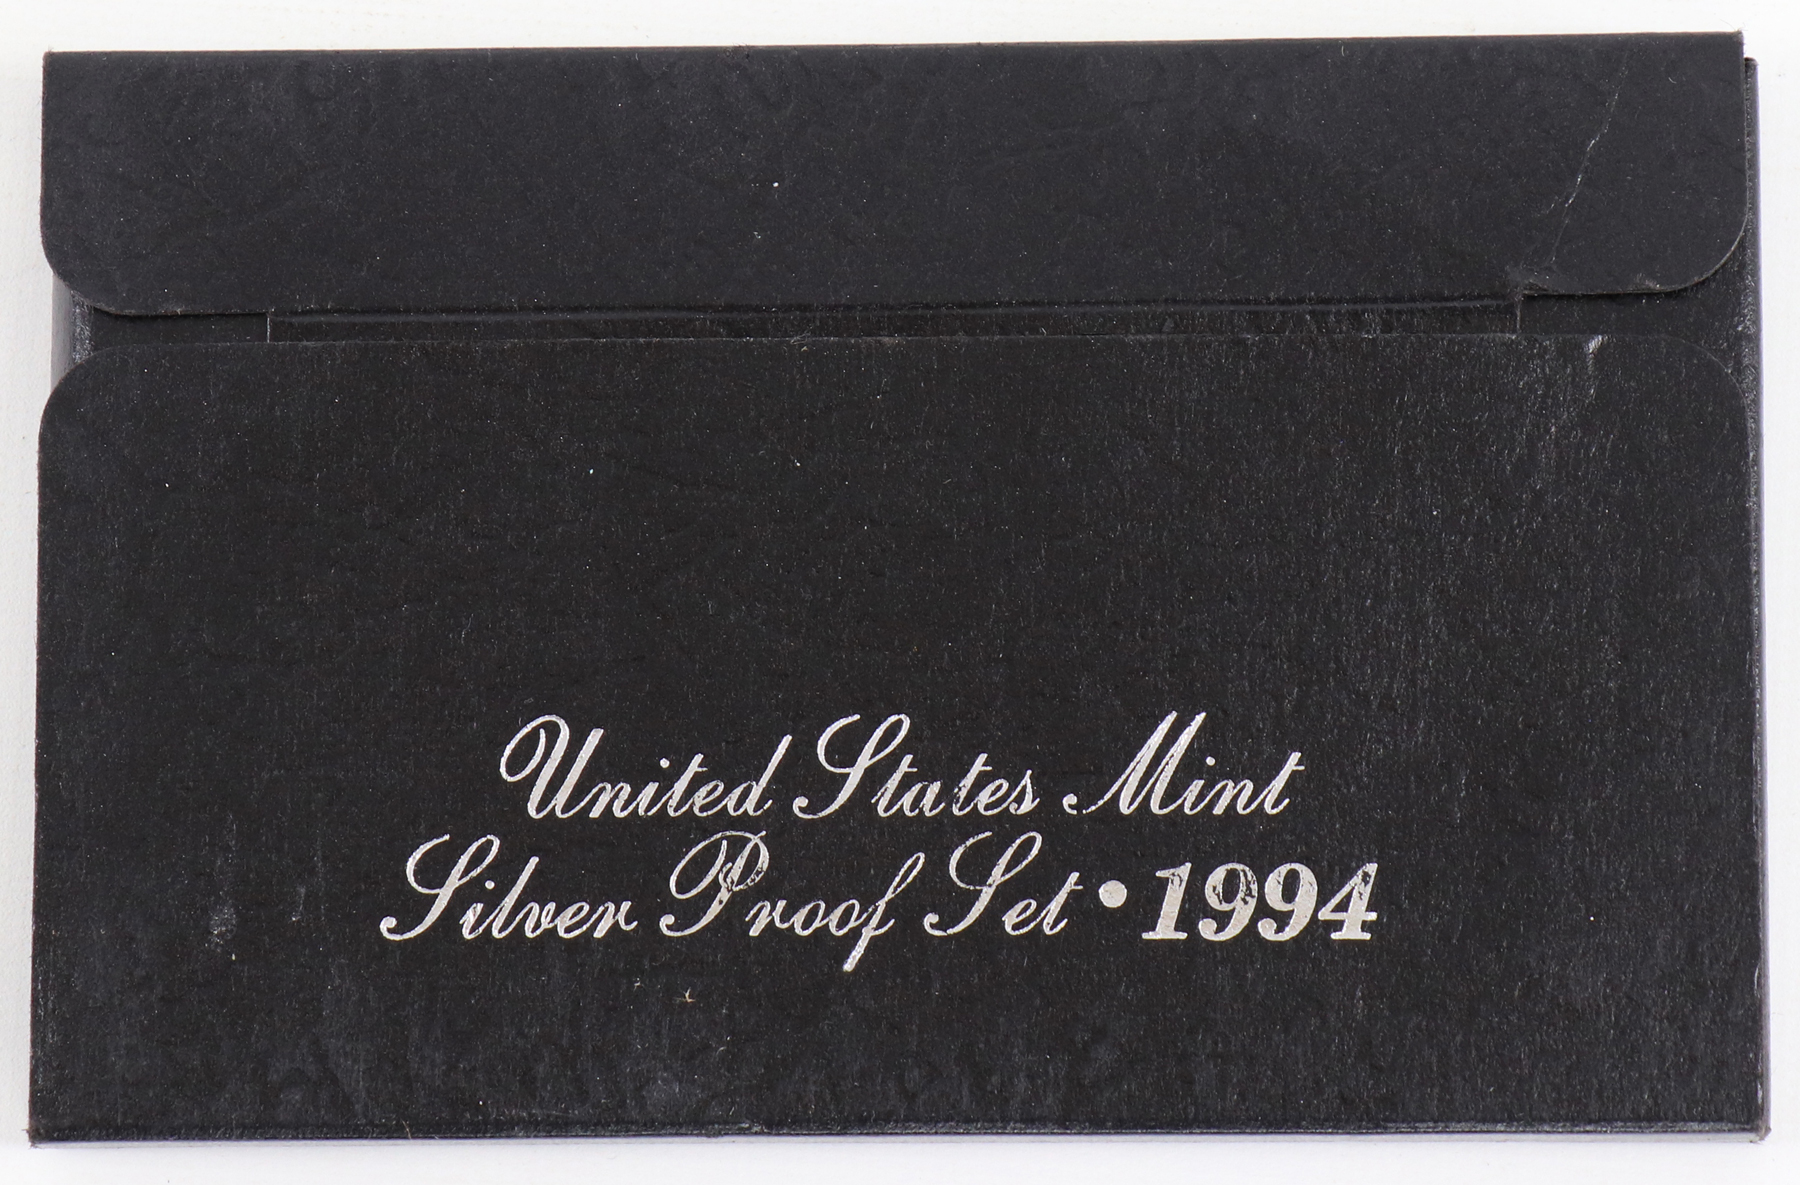 United States Mint
Silver Proof Set • 1994